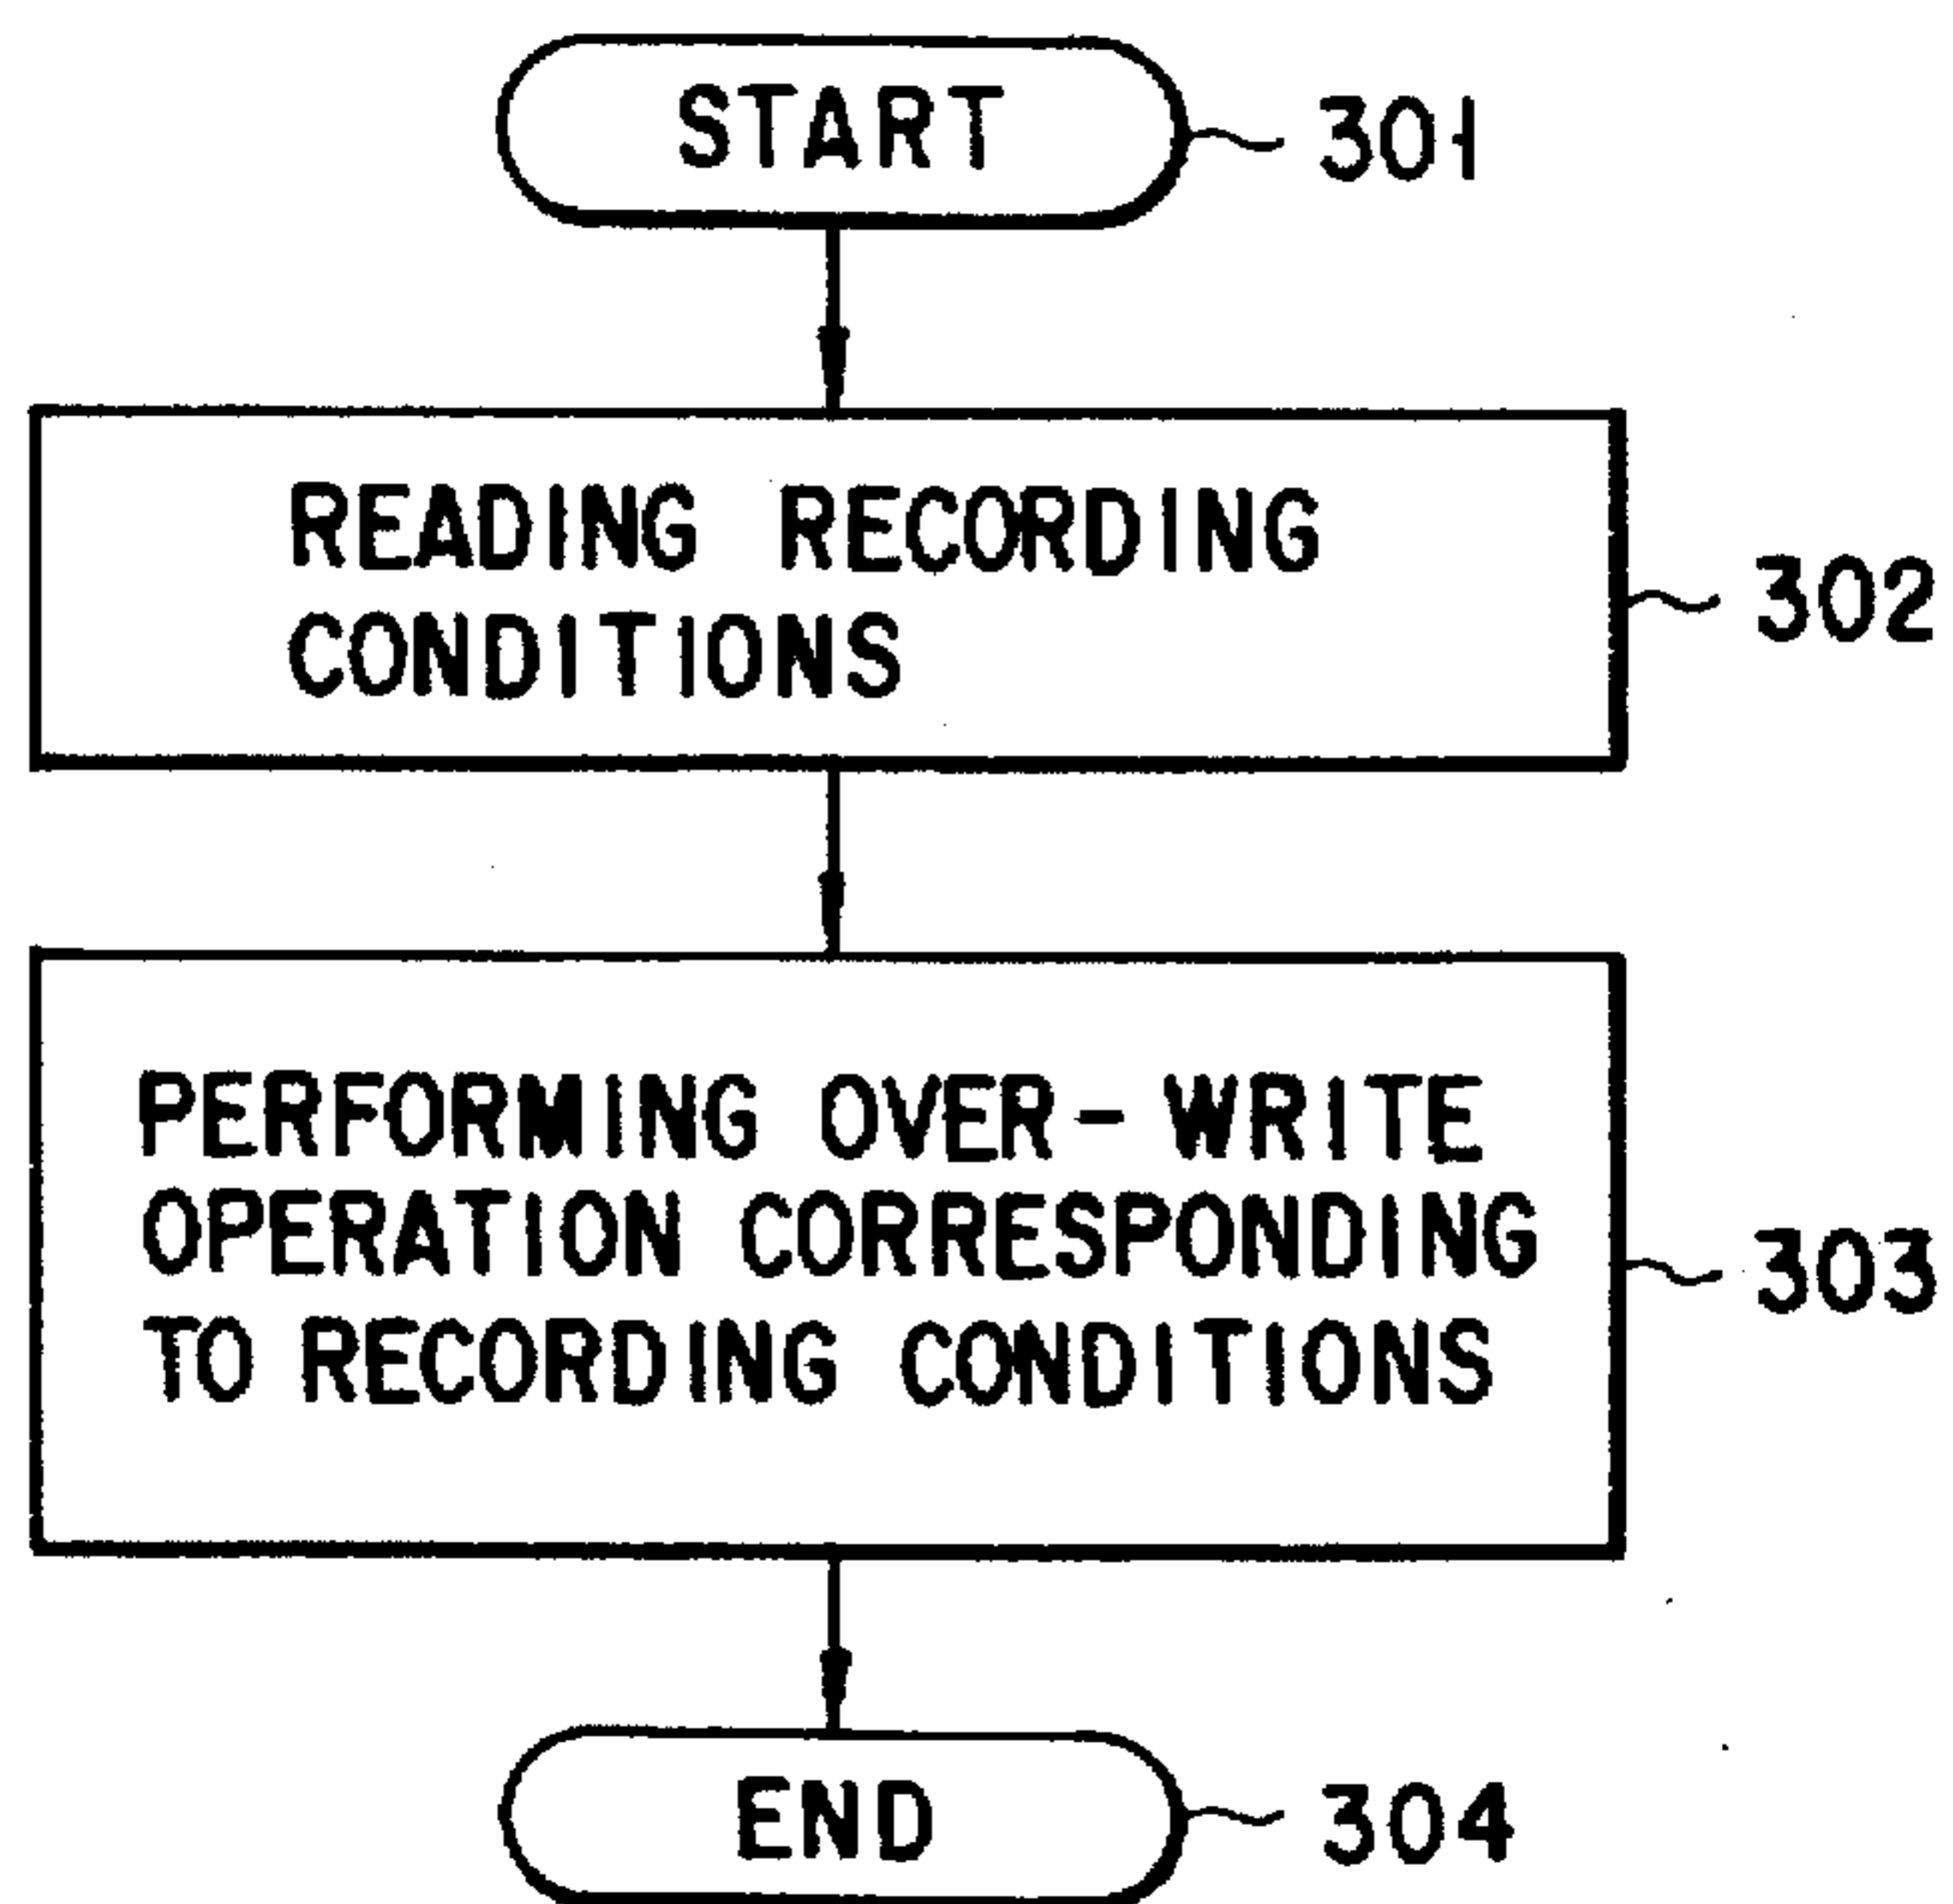 START
301
READING RECORDING
CONDITIONS
302
PERFORMING OVER-WRITE
OPERATION CORRESPONDING
TO RECORDING CONDITIONS
303
END
304